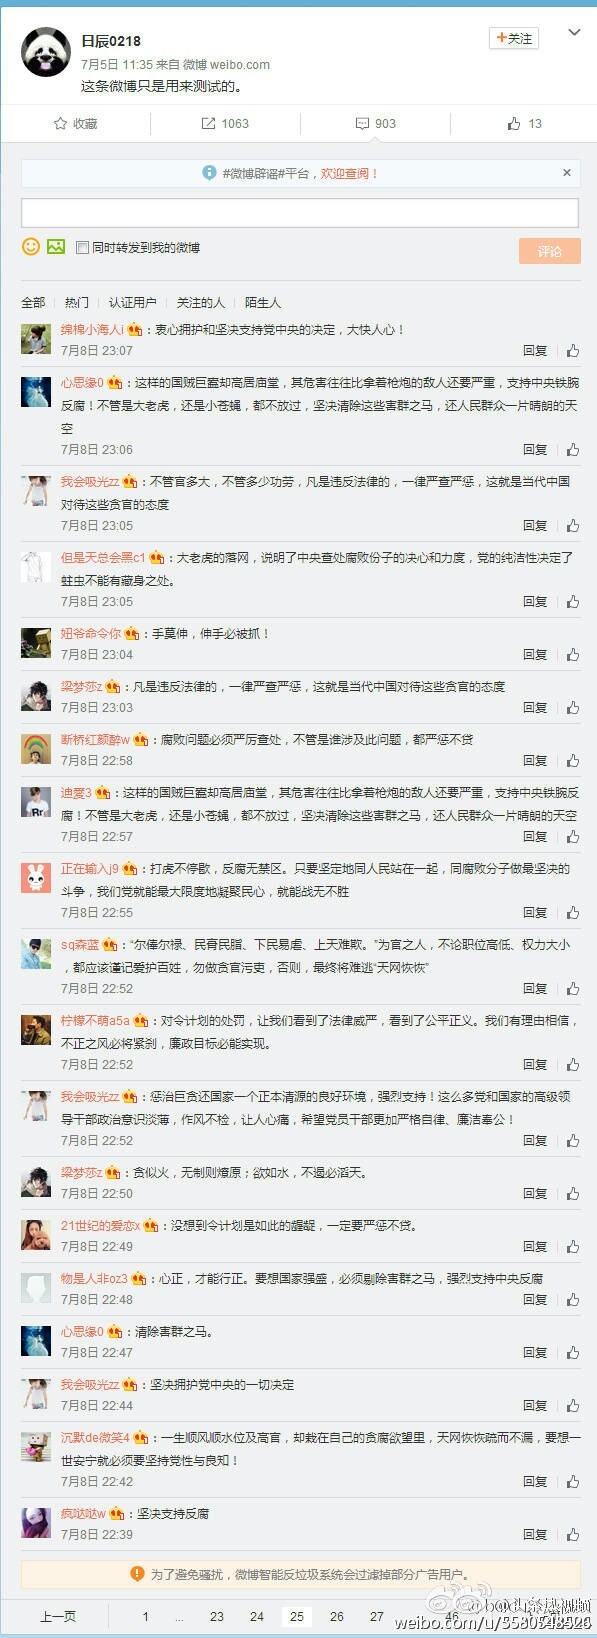 日辰0218
+关注
7月5日 11:35 来自 微博 weibo.com
这条微博只是用来测试的。
收藏
1063
903
13
#微博辟谣#平台，欢迎查阅！
同时转发到我的微博
评论
全部 热门 认证用户 关注的人 陌生人
绵棉小海人i：衷心拥护和坚决支持党中央的决定，大快人心！
7月8日 23:07 回复
心思缘0：这样的国贼巨蠹却高居庙堂，其危害往往比拿着枪炮的敌人还要严重，支持中央铁腕
反腐！不管是大老虎，还是小苍蝇，都不放过，坚决清除这些害群之马，还人民群众一片晴朗的天
空
7月8日 23:06 回复
我会吸光zz：不管官多大，不管多少功劳，凡是违反法律的，一律严查严惩，这就是当代中国
对待这些贪官的态度
7月8日 23:05 回复
但是天总会黑c1：大老虎的落网，说明了中央查处腐败份子的决心和力度，党的纯洁性决定了
蛀虫不能有藏身之处。
7月8日 23:05 回复
妞爷命令你：手莫伸，伸手必被抓！
7月8日 23:04 回复
梁梦莎z：凡是违反法律的，一律严查严惩，这就是当代中国对待这些贪官的态度
7月8日 23:03 回复
断桥红颜醉w：腐败问题必须严厉查处，不管是谁涉及此问题，都严惩不贷
7月8日 22:58 回复
迪嫒3：这样的国贼巨蠹却高居庙堂，其危害往往比拿着枪炮的敌人还要严重，支持中央铁腕反
腐！不管是大老虎，还是小苍蝇，都不放过，坚决清除这些害群之马，还人民群众一片晴朗的天空
7月8日 22:57 回复
正在输入j9：打虎不停歇，反腐无禁区。只要坚定地同人民站在一起，同腐败分子做最坚决的
斗争，我们党就能最大限度地凝聚民心，就能战无不胜
7月8日 22:55 回复
sq森蓝：“尔俸尔禄、民膏民脂、下民易虐、上天难欺。”为官之人，不论职位高低、权力大小
，都应该谨记爱护百姓，勿做贪官污吏，否则，最终将难逃“天网恢恢”
7月8日 22:52 回复
柠檬不萌a5a：对令计划的处罚，让我们看到了法律威严，看到了公平正义。我们有理由相信，
不正之风必将紧刹，廉政目标必能实现。
7月8日 22:52 回复
我会吸光zz：惩治巨贪还国家一个正本清源的良好环境，强烈支持！这么多党和国家的高级领
导干部政治意识淡薄，作风不检，让人心痛，希望党员干部更加严格自律、廉洁奉公！
7月8日 22:52 回复
梁梦莎z：贪似火，无制则燎原；欲如水，不遏必滔天。
7月8日 22:50 回复
21世纪的爱恋x：没想到令计划是如此的龌龊，一定要严惩不贷。
7月8日 22:49 回复
物是人非oz3：心正，才能行正。要想国家强盛，必须剔除害群之马，强烈支持中央反腐
7月8日 22:48 回复
心思缘0：清除害群之马。
7月8日 22:47 回复
我会吸光zz：坚决拥护党中央的一切决定
7月8日 22:44 回复
沉默de微笑4：一生顺风顺水位及高官，却栽在自己的贪腐欲望里，天网恢恢疏而不漏，要想一
世安宁就必须要坚持党性与良知！
7月8日 22:42 回复
疯哒哒w：坚决支持反腐
7月8日 22:39 回复
为了避免骚扰，微博智能反垃圾系统会过滤掉部分广告用户。
上一页 1 ... 23 24 25 26 27 46